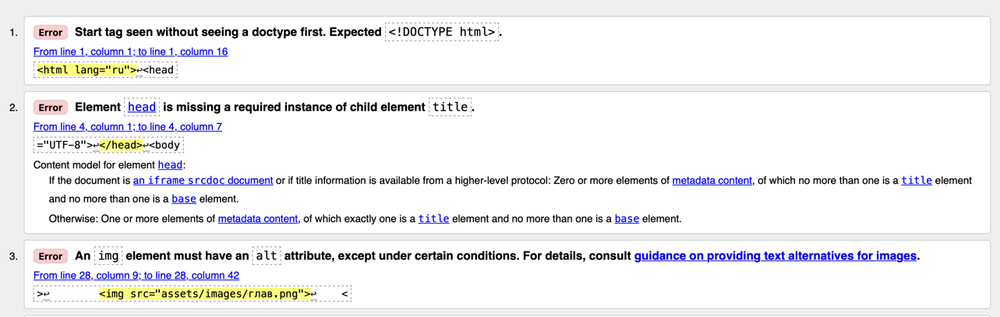 1. Error Start tag seen without seeing a doctype first. Expected <!DOCTYPE html>.
From line 1, column 1; to line 1, column 16
<html lang="ru">↩<head
2. Error Element head is missing a required instance of child element title.
From line 4, column 1; to line 4, column 7
="UTF-8">↩</head>↩<body
Content model for element head:
If the document is an iframe srcdoc document or if title information is available from a higher-level protocol: Zero or more elements of metadata content, of which no more than one is a title element
and no more than one is a base element.
Otherwise: One or more elements of metadata content, of which exactly one is a title element and no more than one is a base element.
3. Error An img element must have an alt attribute, except under certain conditions. For details, consult guidance on providing text alternatives for images.
From line 28, column 9; to line 28, column 42
>↩        <img src="assets/images/глав.png">↩    <